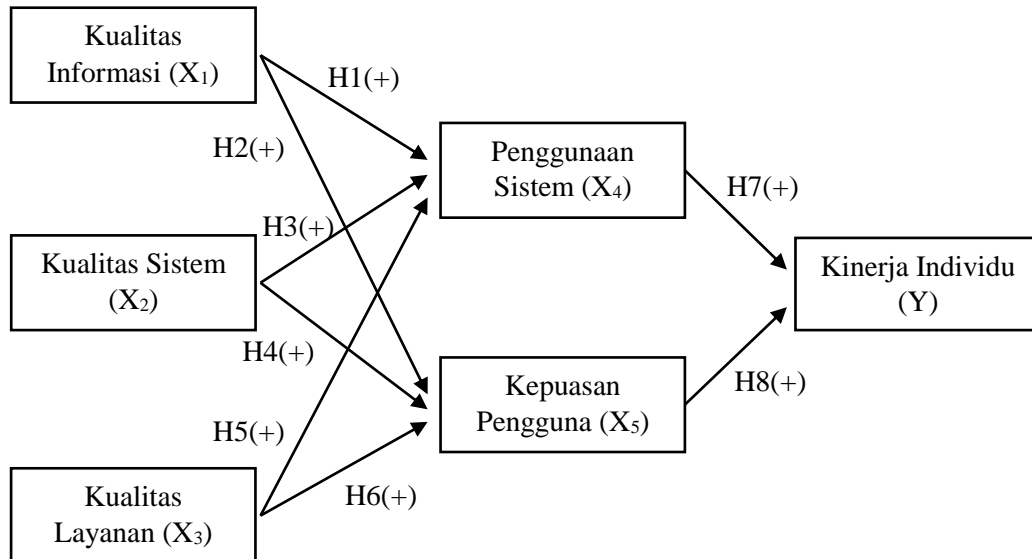 Kualitas
Informasi (X₁)
H1(+)
H2(+)
Penggunaan
Sistem (X₄)
H7(+)
H3(+)
Kualitas Sistem
(X₂)
Kinerja Individu
(Y)
H4(+)
Kepuasan
Pengguna (X₅)
H8(+)
H5(+)
Kualitas
Layanan (X₃)
H6(+)